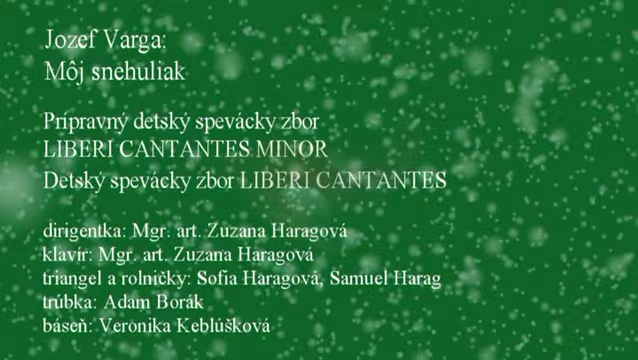 Jozef Varga:
Môj snehuliak
Prípravný detský spevácky zbor
LIBERI CANTANTES MINOR
Detský spevácky zbor LIBERI CANTANTES
dirigentka: Mgr. art. Zuzana Haragová
klavír: Mgr. art. Zuzana Haragová
triangel a rolničky: Sofia Haragová, Samuel Harag
trúbka: Adam Borák
báseň: Veronika Keblúšková